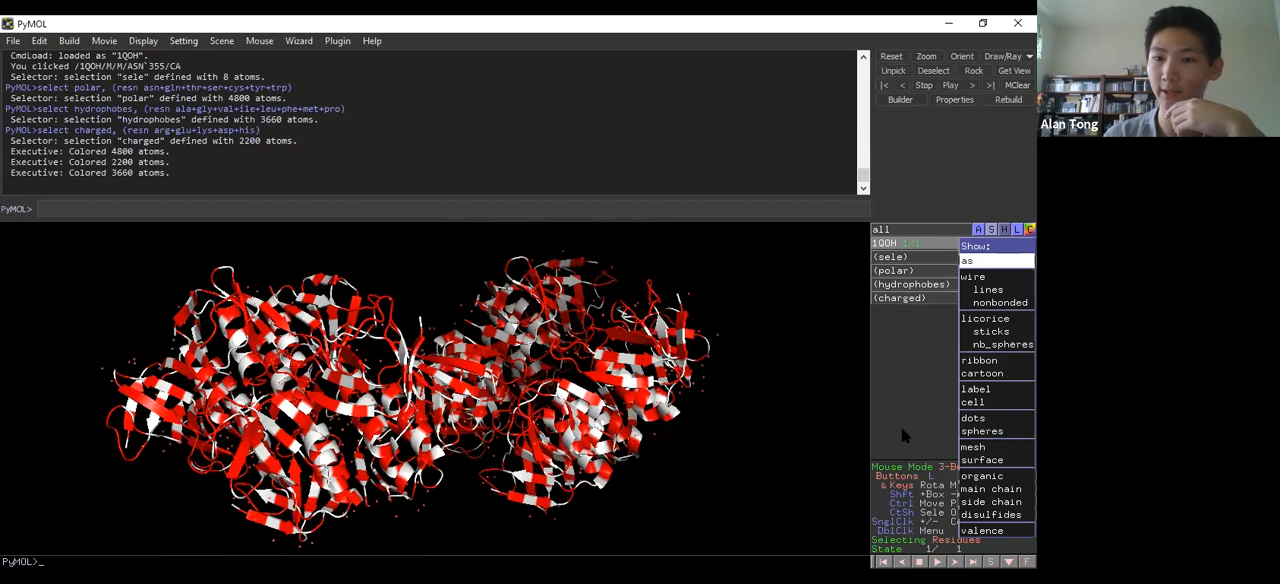 PyMOL
File Edit Build Movie Display Setting Scene Mouse Wizard Plugin Help
CmdLoad: loaded as "1QOH".
You clicked /1QOH/M/M/ASN`355/CA
Selector: selection "sele" defined with 8 atoms.
PyMOL>select polar, (resn asn+gln+thr+ser+cys+tyr+trp)
Selector: selection "polar" defined with 4800 atoms.
PyMOL>select hydrophobes, (resn ala+gly+val+ile+leu+phe+met+pro)
Selector: selection "hydrophobes" defined with 3660 atoms.
PyMOL>select charged, (resn arg+glu+lys+asp+his)
Selector: selection "charged" defined with 2200 atoms.
Executive: Colored 4800 atoms.
Executive: Colored 2200 atoms.
Executive: Colored 3660 atoms.
PyMOL>
Reset Zoom Orient Draw/Ray
Unpick Deselect Rock Get View
|< < Stop Play > >| MClear
Builder Properties Rebuild
Alan Tong
all A S H L C
1QOH 1/1
(sele)
(polar)
(hydrophobes)
(charged)
Show:
as
wire
lines
nonbonded
licorice
sticks
nb_spheres
ribbon
cartoon
label
cell
dots
spheres
mesh
surface
organic
main chain
side chain
disulfides
valence
Mouse Mode 3-B
Buttons L
& Keys Rota M
Shft +Box -
Ctrl Move P
CtSh Sele O
SnglClk +/- C
DblClk Menu
Selecting Residues
State 1/ 1
PyMOL>_
S F